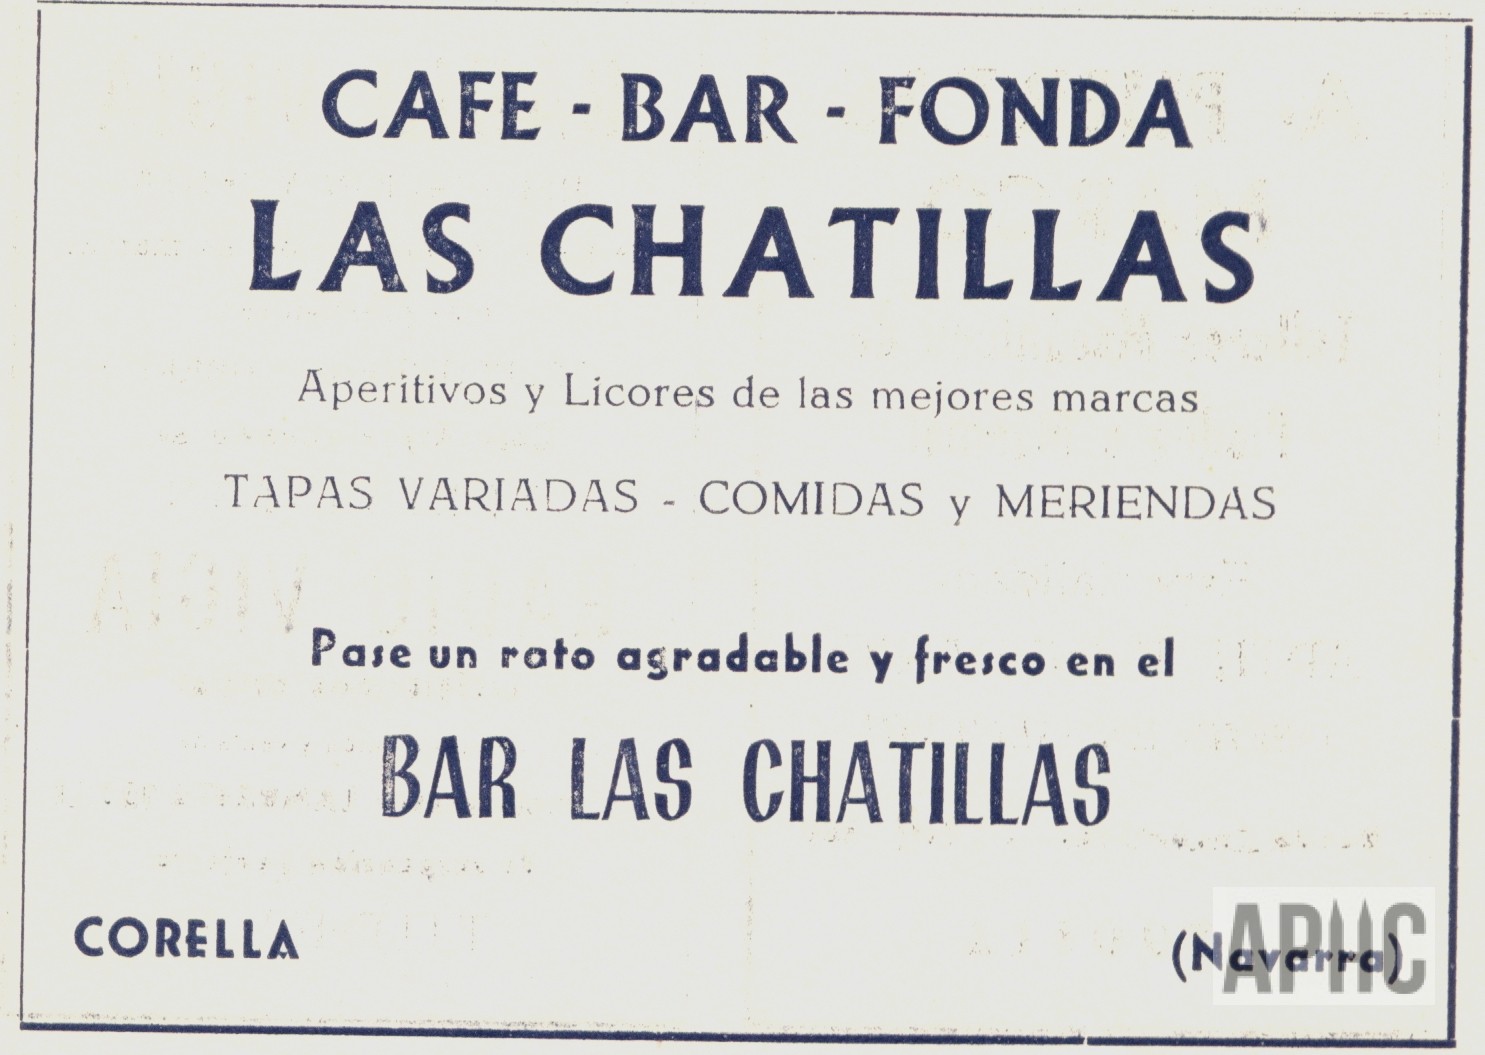 CAFE - BAR - FONDA
LAS CHATILLAS
Aperitivos y Licores de las mejores marcas
TAPAS VARIADAS - COMIDAS y MERIENDAS
Pase un rato agradable y fresco en el
BAR LAS CHATILLAS
CORELLA (Navarra)
APHC